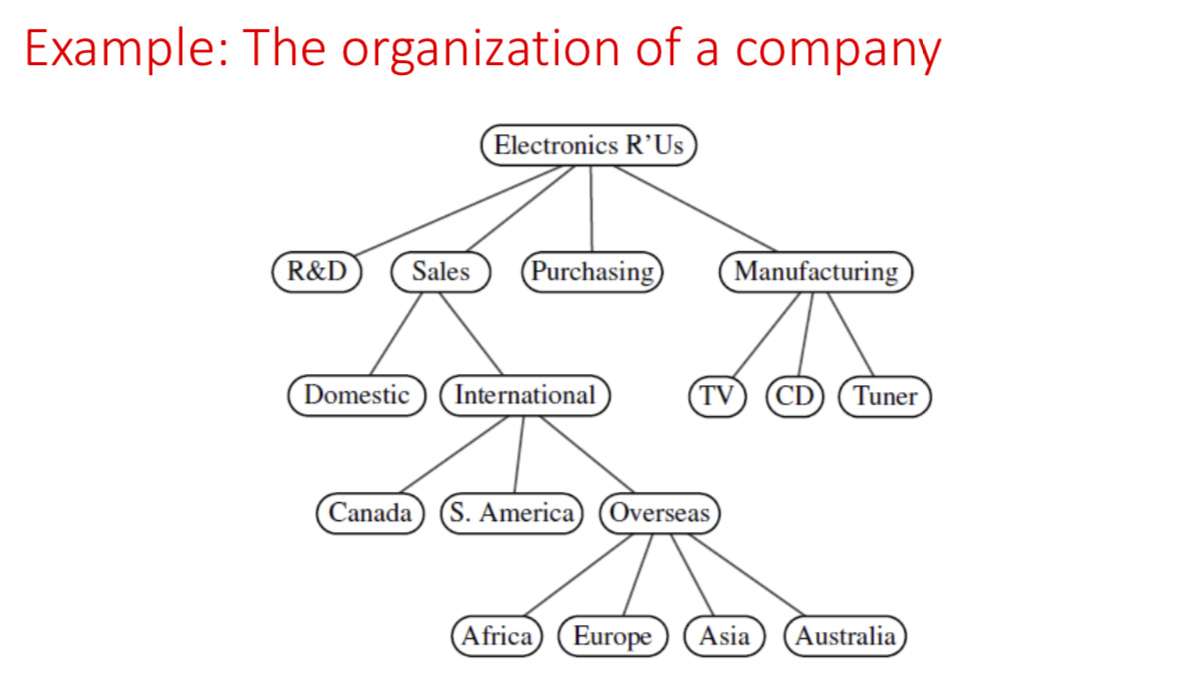 Example: The organization of a company
Electronics R’Us
R&D Sales Purchasing Manufacturing
Domestic International TV CD Tuner
Canada S. America Overseas
Africa Europe Asia Australia